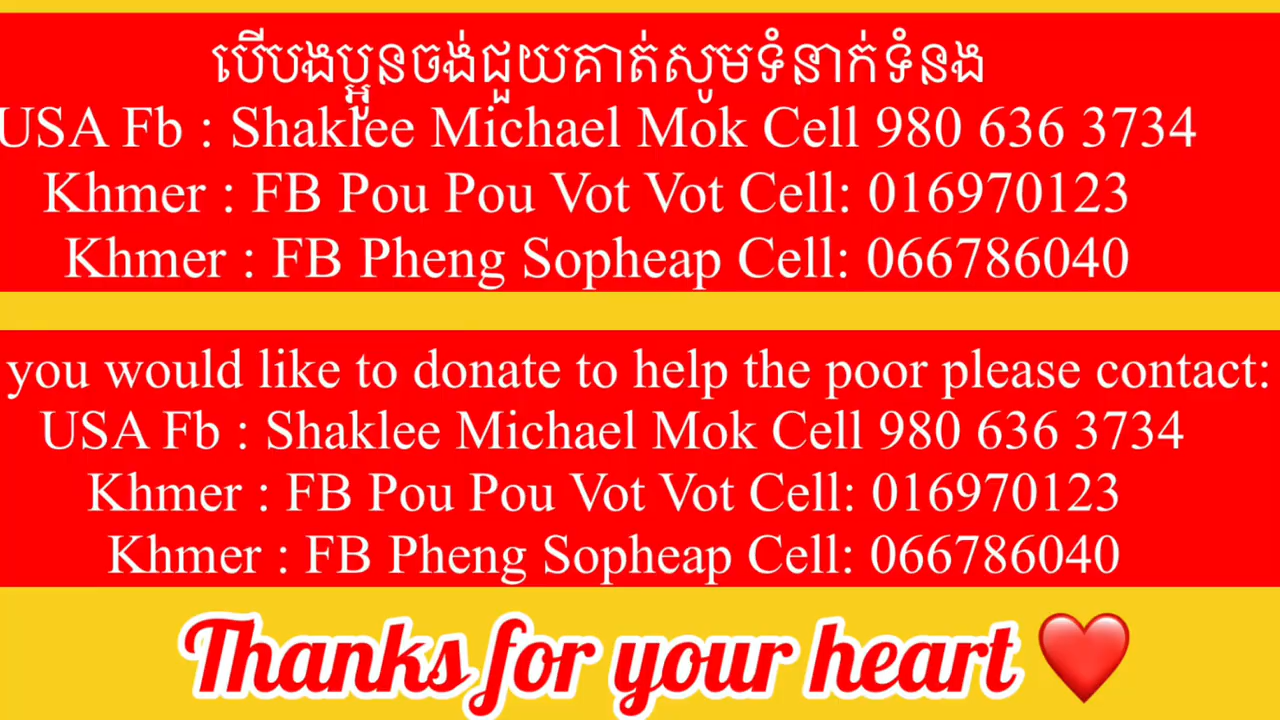 បើបងប្អូនចង់ជួយគាត់សូមទំនាក់ទំនង
USA Fb : Shaklee Michael Mok Cell 980 636 3734
Khmer : FB Pou Pou Vot Vot Cell: 016970123
Khmer : FB Pheng Sopheap Cell: 066786040
you would like to donate to help the poor please contact:
USA Fb : Shaklee Michael Mok Cell 980 636 3734
Khmer : FB Pou Pou Vot Vot Cell: 016970123
Khmer : FB Pheng Sopheap Cell: 066786040
Thanks for your heart ❤️